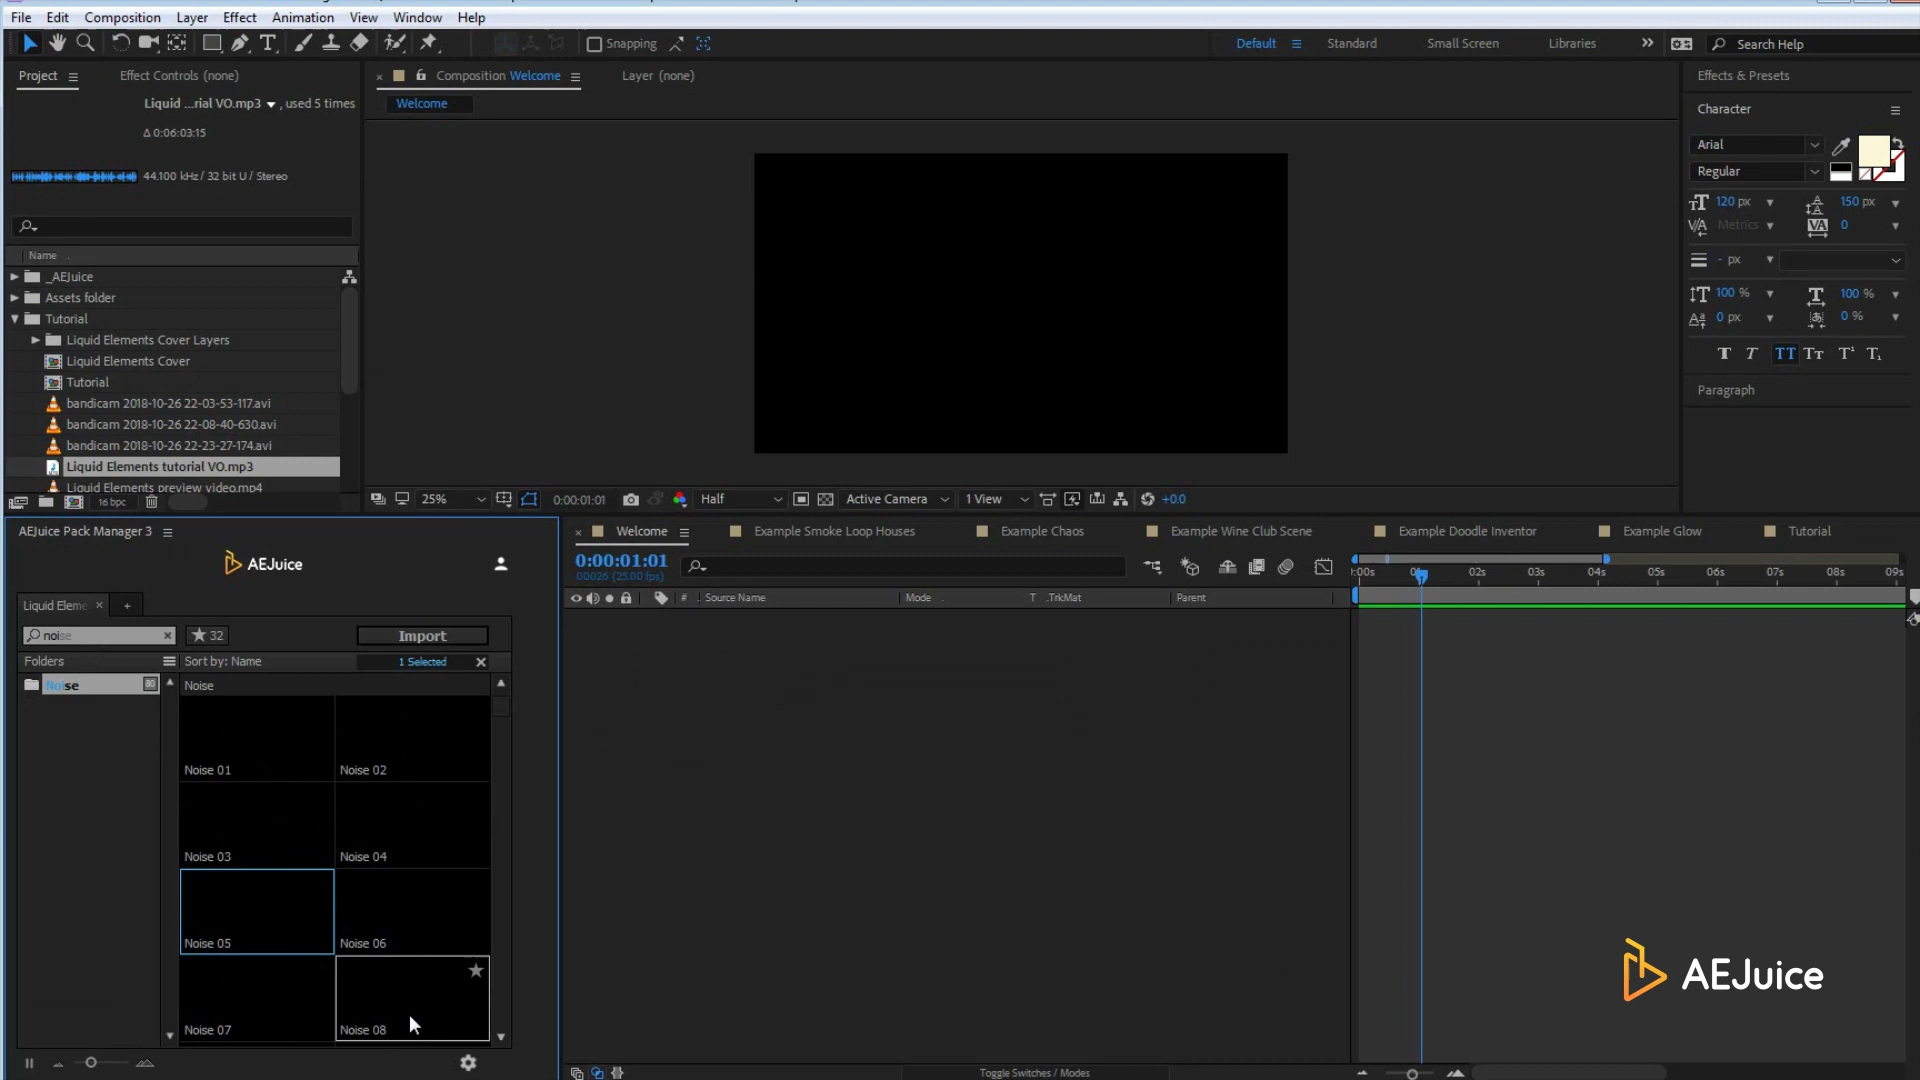 File Edit Composition Layer Effect Animation View Window Help
Snapping
Default Standard Small Screen Libraries Search Help
Project Effect Controls (none)
Composition Welcome Layer (none)
Effects & Presets
Liquid ...rial VO.mp3 , used 5 times
Δ 0:06:03:15
44.100 kHz / 32 bit U / Stereo
Welcome
Character
Arial
Regular
120 px 150 px
Metrics 0
- px
100 % 100 %
0 px 0 %
Paragraph
Name
_AEJuice
Assets folder
Tutorial
Liquid Elements Cover Layers
Liquid Elements Cover
Tutorial
bandicam 2018-10-26 22-03-53-117.avi
bandicam 2018-10-26 22-08-40-630.avi
bandicam 2018-10-26 22-23-27-174.avi
Liquid Elements tutorial VO.mp3
Liquid Elements preview video.mp4
16 bpc
25% 0:00:01:01 Half Active Camera 1 View +0.0
AEJuice Pack Manager 3
AEJuice
Liquid Eleme
noise 32 Import
Folders Sort by: Name 1 Selected
Noise 80 Noise
Noise 01 Noise 02
Noise 03 Noise 04
Noise 05 Noise 06
Noise 07 Noise 08
Welcome Example Smoke Loop Houses Example Chaos Example Wine Club Scene Example Doodle Inventor Example Glow Tutorial
0:00:01:01
00026 (25.00 fps)
# Source Name Mode T .TrkMat Parent
:00s 02s 03s 04s 05s 06s 07s 08s 09s
Toggle Switches / Modes
AEJuice